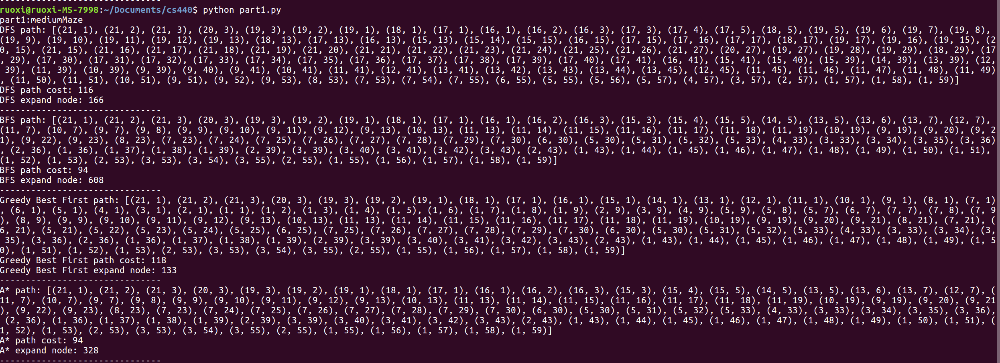 -------------------------------
ruoxi@ruoxi-MS-7998:~/Documents/cs440$ python part1.py
part1:mediumMaze
DFS path: [(21, 1), (21, 2), (21, 3), (20, 3), (19, 3), (19, 2), (19, 1), (18, 1), (17, 1), (16, 1), (16, 2), (16, 3), (17, 3), (17, 4), (17, 5), (18, 5), (19, 5), (19, 6), (19, 7), (19, 8),
(19, 9), (19, 10), (19, 11), (19, 12), (19, 13), (18, 13), (17, 13), (16, 13), (15, 13), (15, 14), (15, 15), (16, 15), (17, 15), (17, 16), (17, 17), (18, 17), (19, 17), (19, 16), (19, 15), (2
0, 15), (21, 15), (21, 16), (21, 17), (21, 18), (21, 19), (21, 20), (21, 21), (21, 22), (21, 23), (21, 24), (21, 25), (21, 26), (21, 27), (20, 27), (19, 27), (19, 28), (19, 29), (18, 29), (17
, 29), (17, 30), (17, 31), (17, 32), (17, 33), (17, 34), (17, 35), (17, 36), (17, 37), (17, 38), (17, 39), (17, 40), (17, 41), (16, 41), (15, 41), (15, 40), (15, 39), (14, 39), (13, 39), (12,
 39), (11, 39), (10, 39), (9, 39), (9, 40), (9, 41), (10, 41), (11, 41), (12, 41), (13, 41), (13, 42), (13, 43), (13, 44), (13, 45), (12, 45), (11, 45), (11, 46), (11, 47), (11, 48), (11, 49)
, (11, 50), (11, 51), (10, 51), (9, 51), (9, 52), (9, 53), (8, 53), (7, 53), (7, 54), (7, 55), (6, 55), (5, 55), (5, 56), (5, 57), (4, 57), (3, 57), (2, 57), (1, 57), (1, 58), (1, 59)]
DFS path cost: 116
DFS expand node: 166
-------------------------------
BFS path: [(21, 1), (21, 2), (21, 3), (20, 3), (19, 3), (19, 2), (19, 1), (18, 1), (17, 1), (16, 1), (16, 2), (16, 3), (15, 3), (15, 4), (15, 5), (14, 5), (13, 5), (13, 6), (13, 7), (12, 7),
(11, 7), (10, 7), (9, 7), (9, 8), (9, 9), (9, 10), (9, 11), (9, 12), (9, 13), (10, 13), (11, 13), (11, 14), (11, 15), (11, 16), (11, 17), (11, 18), (11, 19), (10, 19), (9, 19), (9, 20), (9, 2
1), (9, 22), (9, 23), (8, 23), (7, 23), (7, 24), (7, 25), (7, 26), (7, 27), (7, 28), (7, 29), (7, 30), (6, 30), (5, 30), (5, 31), (5, 32), (5, 33), (4, 33), (3, 33), (3, 34), (3, 35), (3, 36)
, (2, 36), (1, 36), (1, 37), (1, 38), (1, 39), (2, 39), (3, 39), (3, 40), (3, 41), (3, 42), (3, 43), (2, 43), (1, 43), (1, 44), (1, 45), (1, 46), (1, 47), (1, 48), (1, 49), (1, 50), (1, 51),
(1, 52), (1, 53), (2, 53), (3, 53), (3, 54), (3, 55), (2, 55), (1, 55), (1, 56), (1, 57), (1, 58), (1, 59)]
BFS path cost: 94
BFS expand node: 608
-------------------------------
Greedy Best First path: [(21, 1), (21, 2), (21, 3), (20, 3), (19, 3), (19, 2), (19, 1), (18, 1), (17, 1), (16, 1), (15, 1), (14, 1), (13, 1), (12, 1), (11, 1), (10, 1), (9, 1), (8, 1), (7, 1)
, (6, 1), (5, 1), (4, 1), (3, 1), (2, 1), (1, 1), (1, 2), (1, 3), (1, 4), (1, 5), (1, 6), (1, 7), (1, 8), (1, 9), (2, 9), (3, 9), (4, 9), (5, 9), (5, 8), (5, 7), (6, 7), (7, 7), (7, 8), (7, 9
), (8, 9), (9, 9), (9, 10), (9, 11), (9, 12), (9, 13), (10, 13), (11, 13), (11, 14), (11, 15), (11, 16), (11, 17), (11, 18), (11, 19), (10, 19), (9, 19), (9, 20), (9, 21), (8, 21), (7, 21), (
6, 21), (5, 21), (5, 22), (5, 23), (5, 24), (5, 25), (6, 25), (7, 25), (7, 26), (7, 27), (7, 28), (7, 29), (7, 30), (6, 30), (5, 30), (5, 31), (5, 32), (5, 33), (4, 33), (3, 33), (3, 34), (3,
 35), (3, 36), (2, 36), (1, 36), (1, 37), (1, 38), (1, 39), (2, 39), (3, 39), (3, 40), (3, 41), (3, 42), (3, 43), (2, 43), (1, 43), (1, 44), (1, 45), (1, 46), (1, 47), (1, 48), (1, 49), (1, 5
0), (1, 51), (1, 52), (1, 53), (2, 53), (3, 53), (3, 54), (3, 55), (2, 55), (1, 55), (1, 56), (1, 57), (1, 58), (1, 59)]
Greedy Best First path cost: 118
Greedy Best First expand node: 133
-------------------------------
A* path: [(21, 1), (21, 2), (21, 3), (20, 3), (19, 3), (19, 2), (19, 1), (18, 1), (17, 1), (16, 1), (16, 2), (16, 3), (15, 3), (15, 4), (15, 5), (14, 5), (13, 5), (13, 6), (13, 7), (12, 7), (
11, 7), (10, 7), (9, 7), (9, 8), (9, 9), (9, 10), (9, 11), (9, 12), (9, 13), (10, 13), (11, 13), (11, 14), (11, 15), (11, 16), (11, 17), (11, 18), (11, 19), (10, 19), (9, 19), (9, 20), (9, 21
), (9, 22), (9, 23), (8, 23), (7, 23), (7, 24), (7, 25), (7, 26), (7, 27), (7, 28), (7, 29), (7, 30), (6, 30), (5, 30), (5, 31), (5, 32), (5, 33), (4, 33), (3, 33), (3, 34), (3, 35), (3, 36),
 (2, 36), (1, 36), (1, 37), (1, 38), (1, 39), (2, 39), (3, 39), (3, 40), (3, 41), (3, 42), (3, 43), (2, 43), (1, 43), (1, 44), (1, 45), (1, 46), (1, 47), (1, 48), (1, 49), (1, 50), (1, 51), (
1, 52), (1, 53), (2, 53), (3, 53), (3, 54), (3, 55), (2, 55), (1, 55), (1, 56), (1, 57), (1, 58), (1, 59)]
A* path cost: 94
A* expand node: 328
-------------------------------